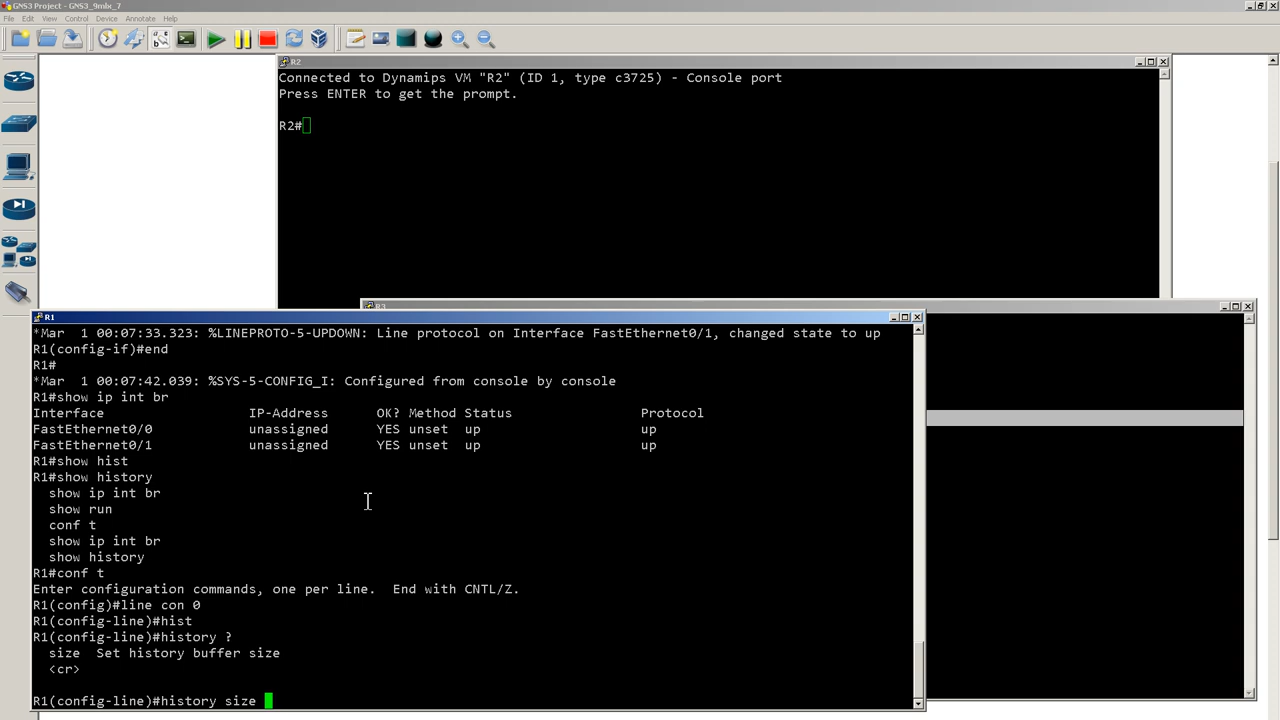 GNS3 Project - GNS3_9mlx_7
File Edit View Control Device Annotate Help
R2
Connected to Dynamips VM "R2" (ID 1, type c3725) - Console port
Press ENTER to get the prompt.
R2#
R3
R1
*Mar  1 00:07:33.323: %LINEPROTO-5-UPDOWN: Line protocol on Interface FastEthernet0/1, changed state to up
R1(config-if)#end
R1#
*Mar  1 00:07:42.039: %SYS-5-CONFIG_I: Configured from console by console
R1#show ip int br
Interface                  IP-Address      OK? Method Status                Protocol
FastEthernet0/0            unassigned      YES unset  up                    up
FastEthernet0/1            unassigned      YES unset  up                    up
R1#show hist
R1#show history
  show ip int br
  show run
  conf t
  show ip int br
  show history
R1#conf t
Enter configuration commands, one per line.  End with CNTL/Z.
R1(config)#line con 0
R1(config-line)#hist
R1(config-line)#history ?
  size  Set history buffer size
  <cr>
R1(config-line)#history size